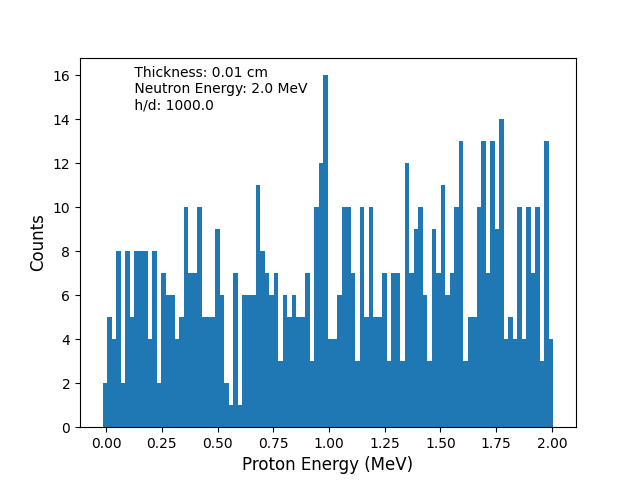 Thickness: 0.01 cm
Neutron Energy: 2.0 MeV
h/d: 1000.0
16
14
12
10
8
6
4
2
0
Counts
0.00 0.25 0.50 0.75 1.00 1.25 1.50 1.75 2.00
Proton Energy (MeV)